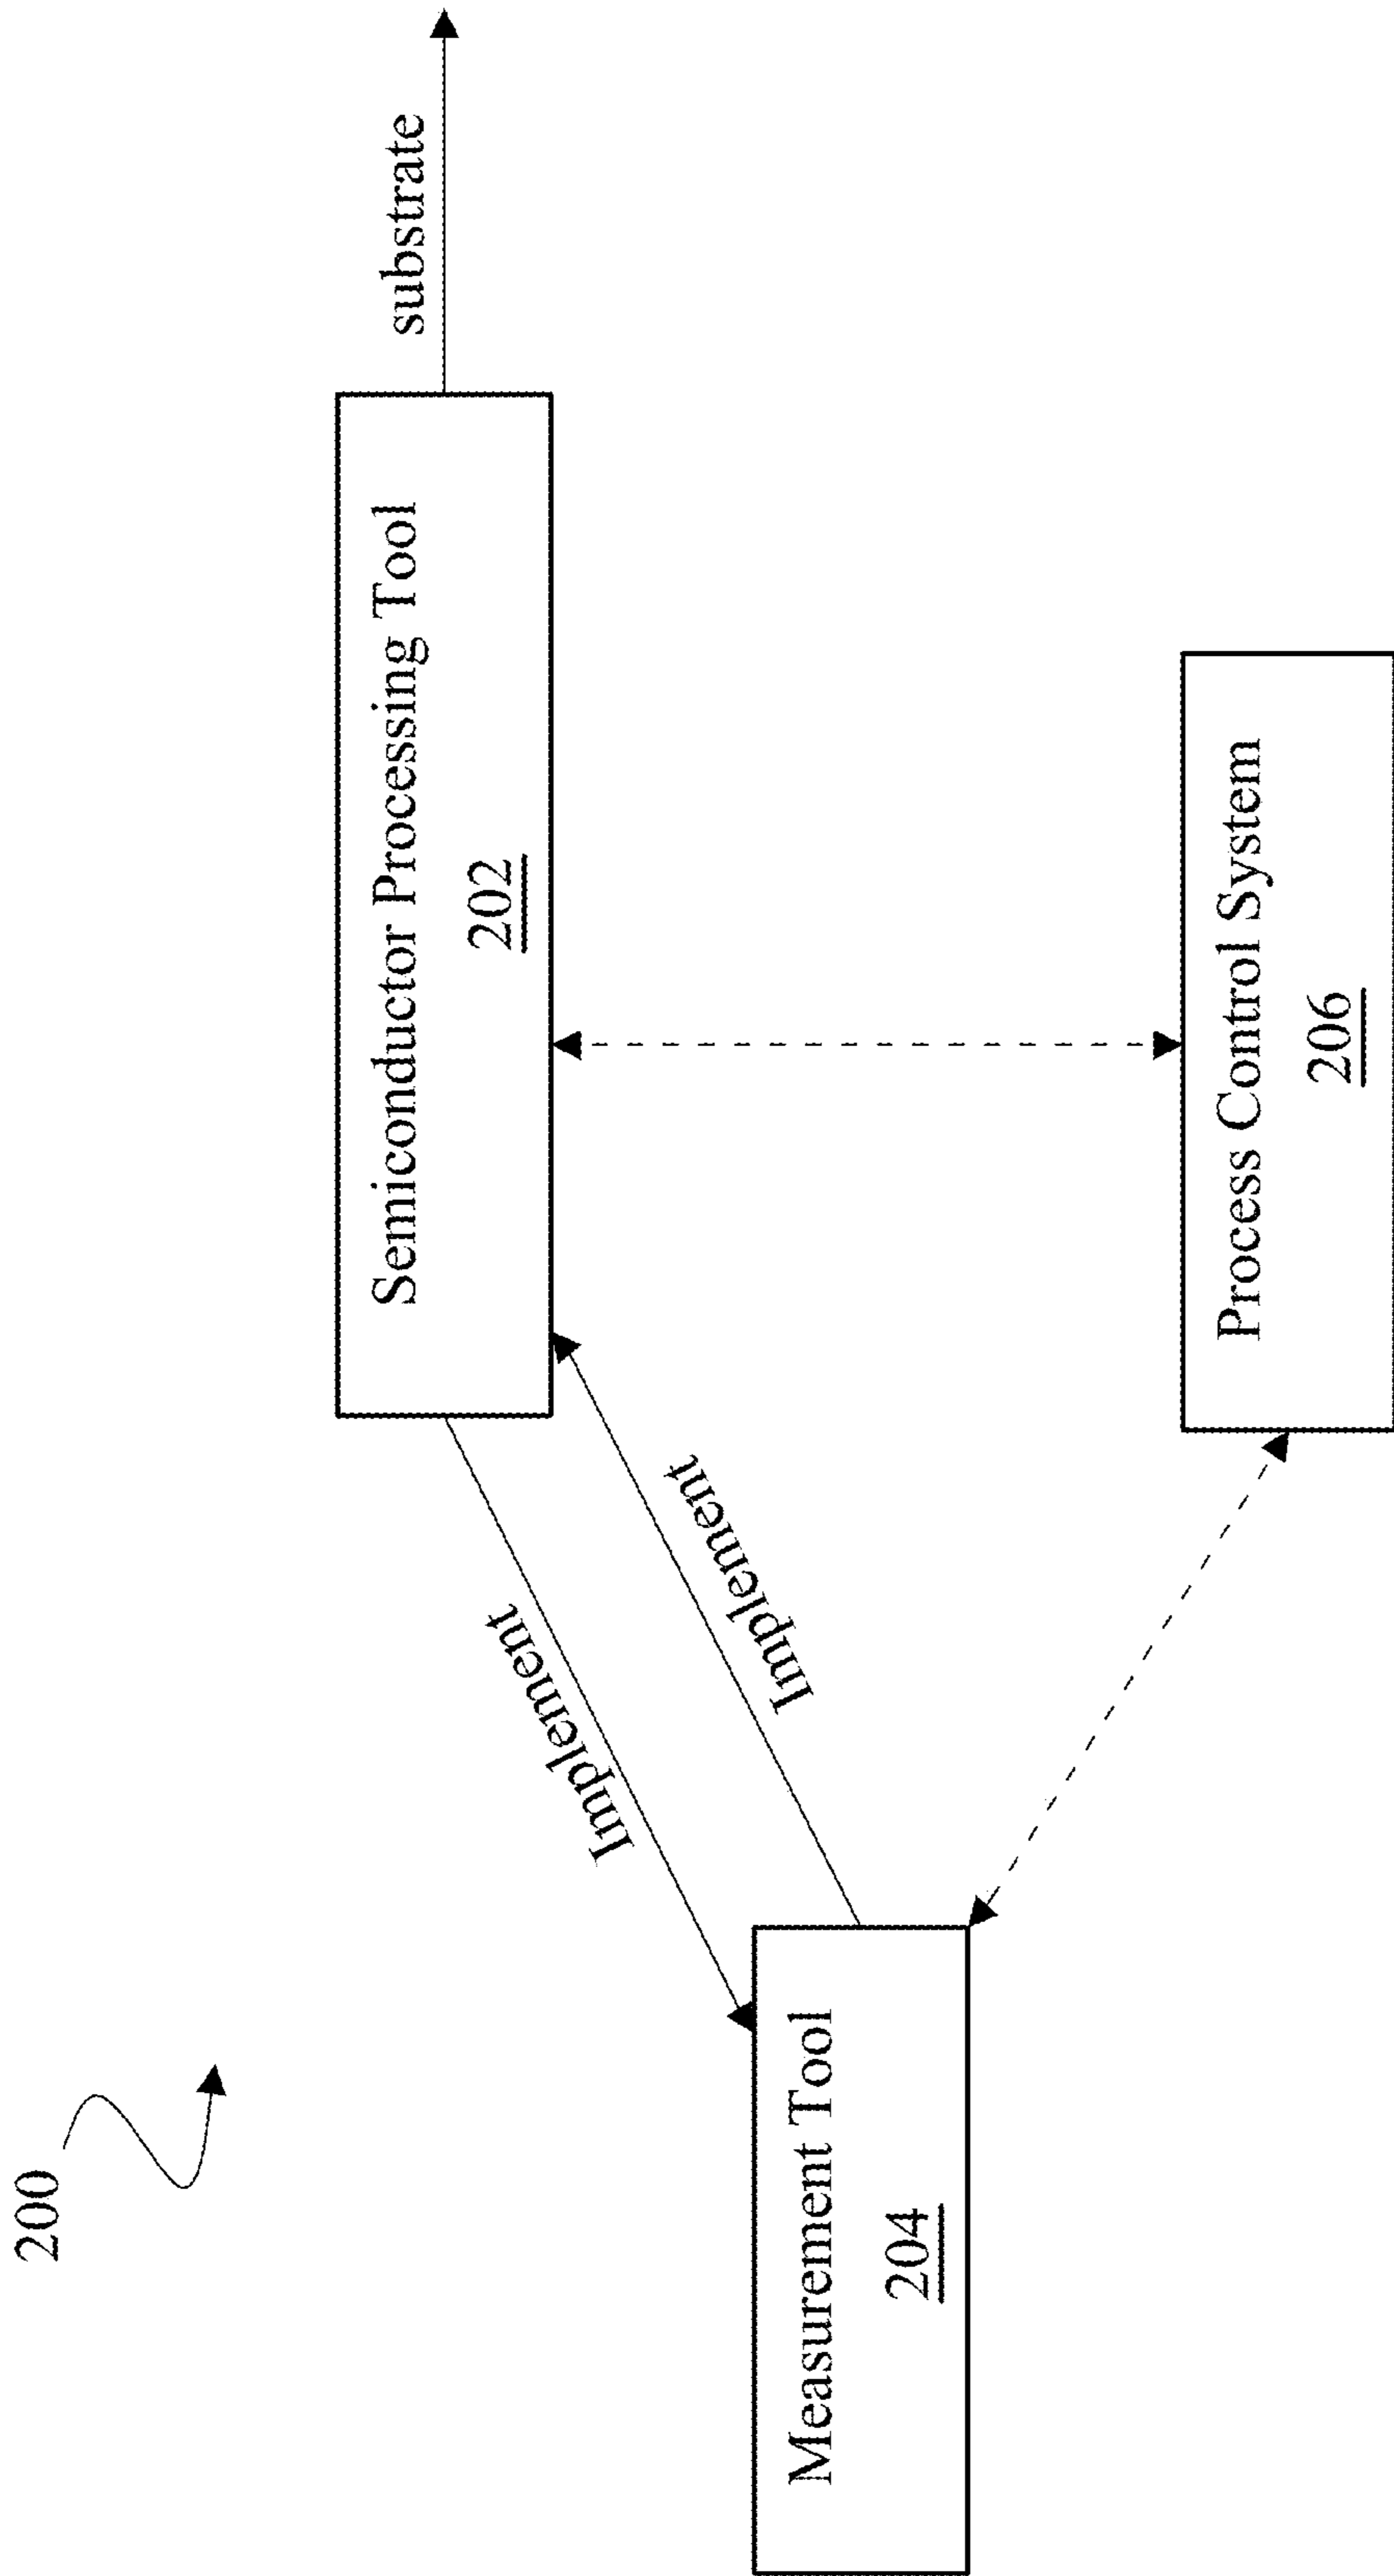 200
substrate
Semiconductor Processing Tool
202
Implement
Implement
Measurement Tool
204
Process Control System
206